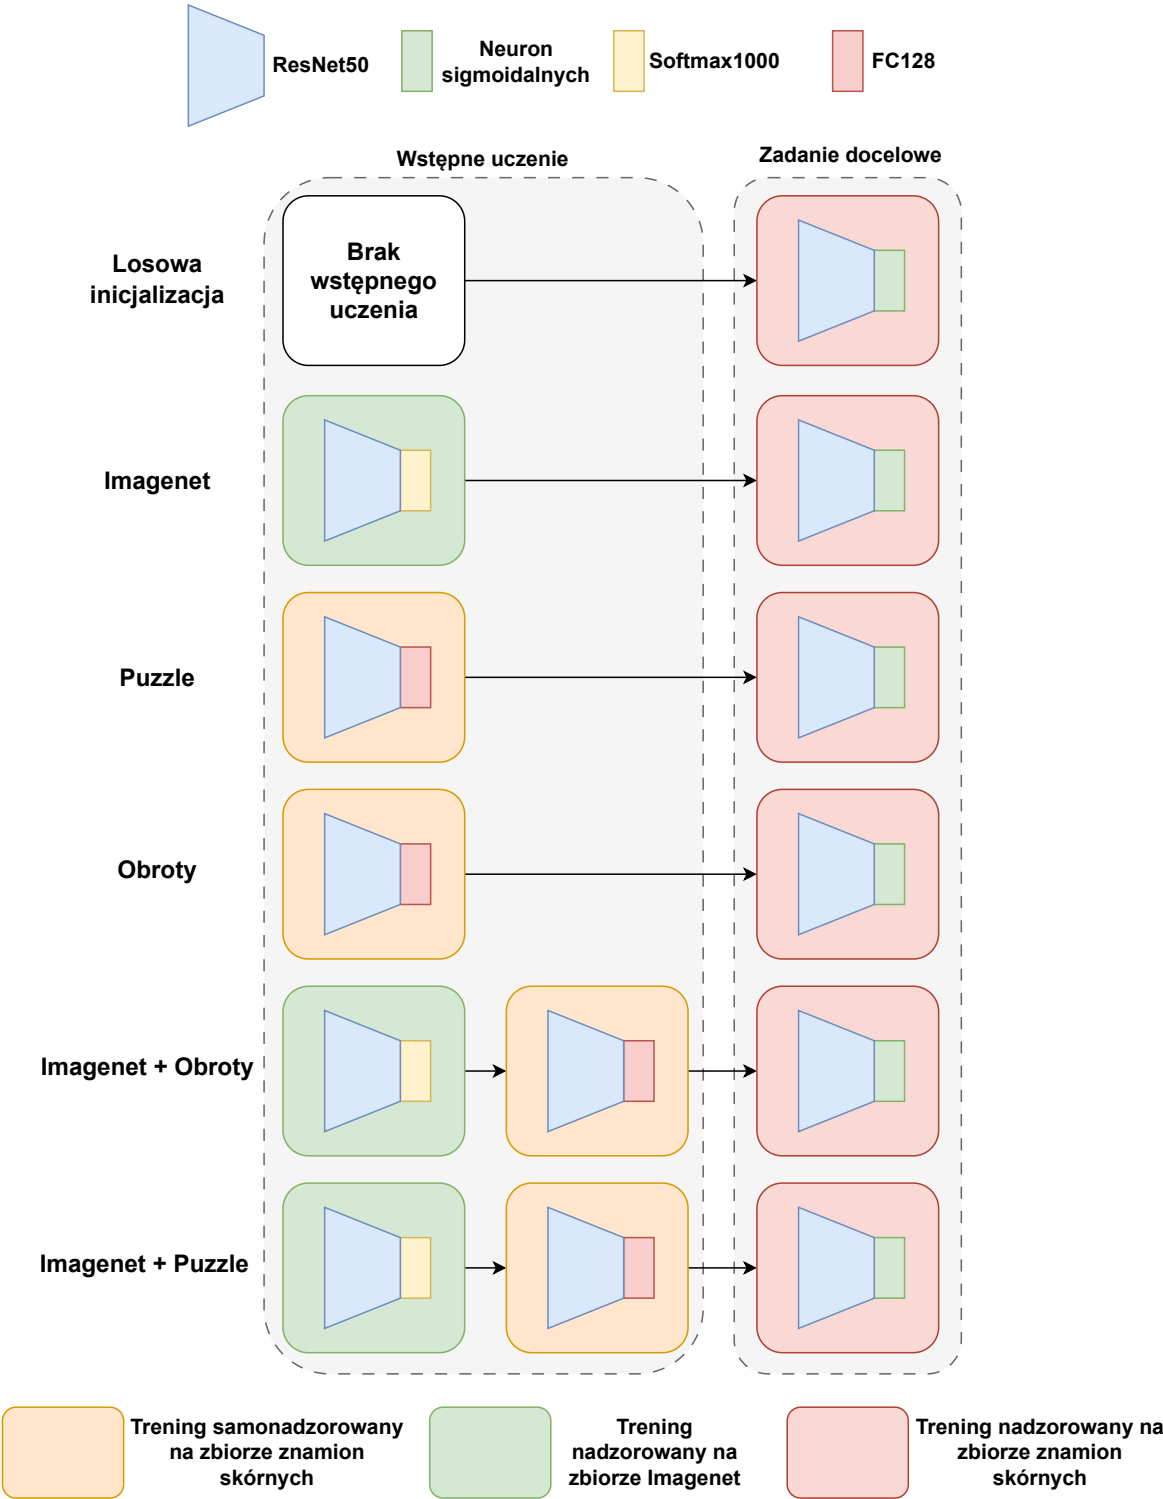 ResNet50
Neuron
sigmoidalnych
Softmax1000
FC128
Wstępne uczenie
Zadanie docelowe
Losowa
inicjalizacja
Brak
wstępnego
uczenia
Imagenet
Puzzle
Obroty
Imagenet + Obroty
Imagenet + Puzzle
Trening samonadzorowany
na zbiorze znamion
skórnych
Trening
nadzorowany na
zbiorze Imagenet
Trening nadzorowany na
zbiorze znamion
skórnych